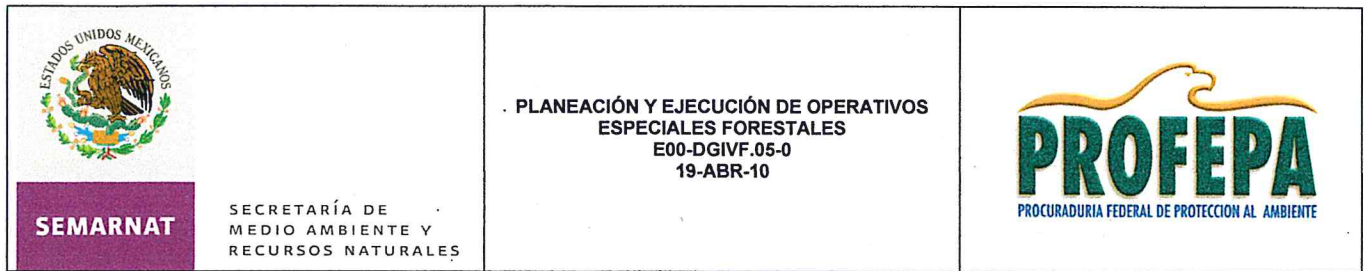 ESTADOS UNIDOS MEXICANOS
SEMARNAT
SECRETARÍA DE
MEDIO AMBIENTE Y
RECURSOS NATURALES
PLANEACIÓN Y EJECUCIÓN DE OPERATIVOS
ESPECIALES FORESTALES
E00-DGIVF.05-0
19-ABR-10
PROFEPA
PROCURADURIA FEDERAL DE PROTECCION AL AMBIENTE